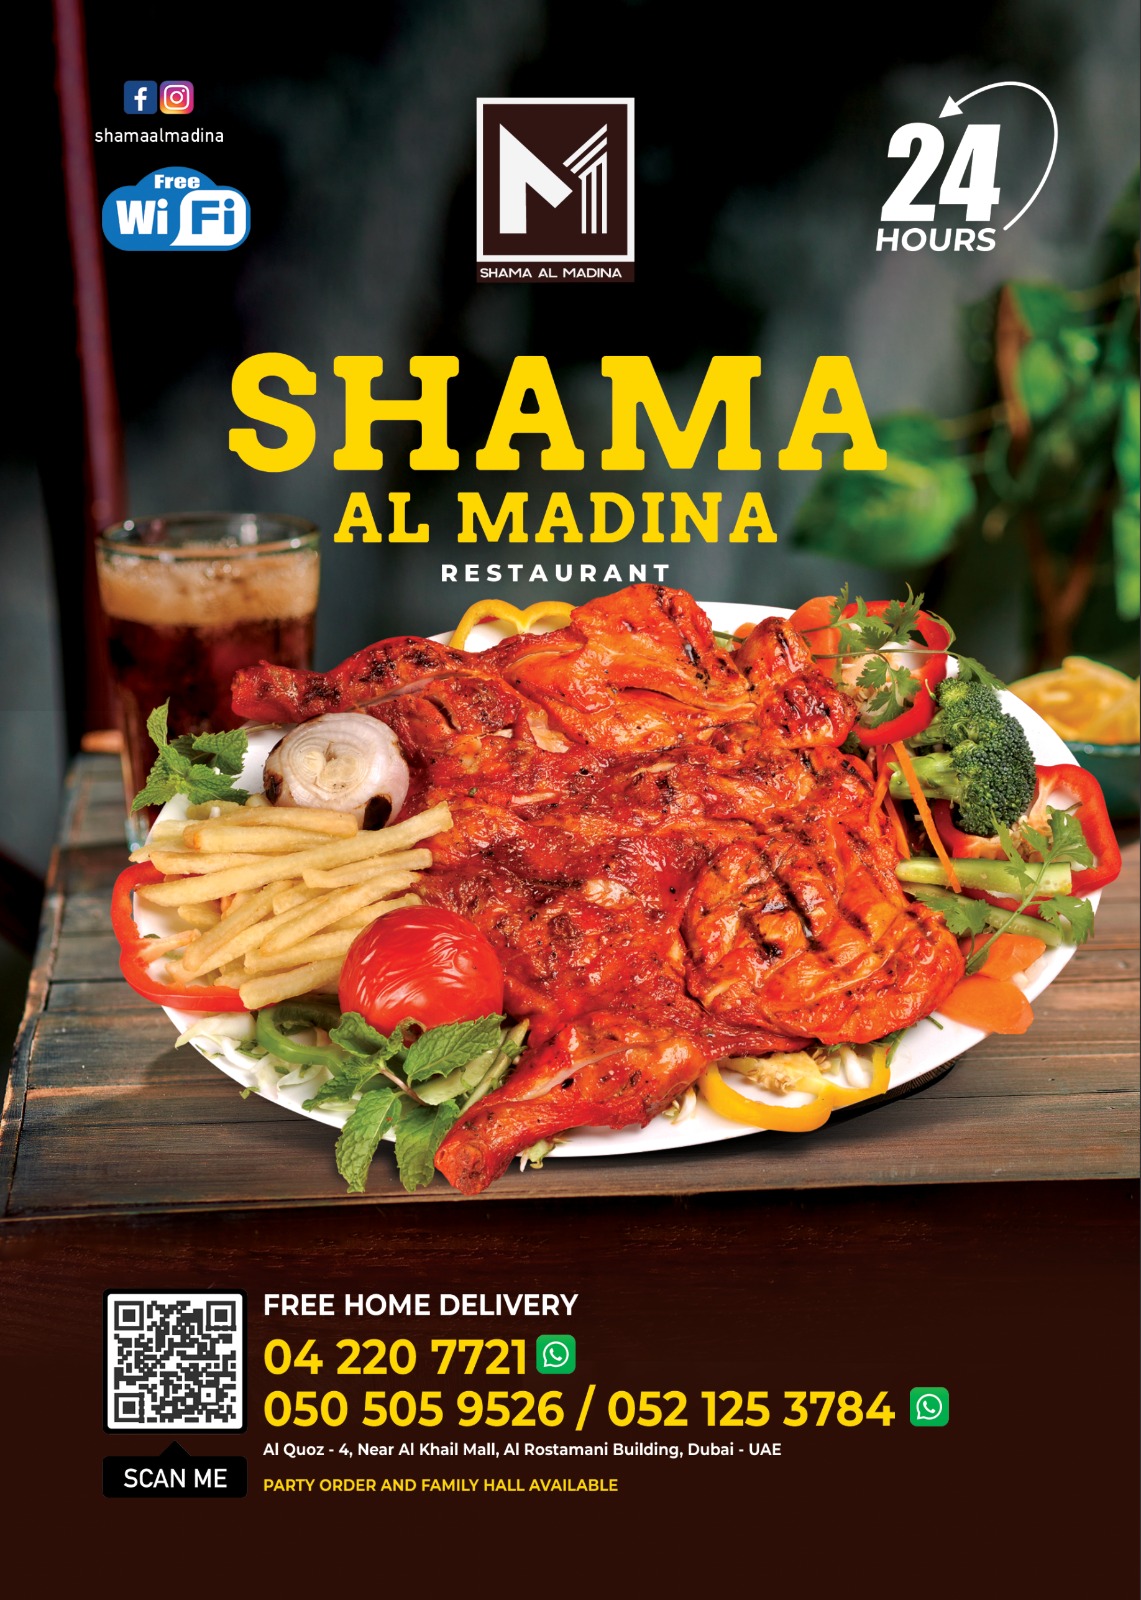 shamaalmadina
Free
Wi Fi
M
SHAMA AL MADINA
24
HOURS
SHAMA
AL MADINA
RESTAURANT
FREE HOME DELIVERY
04 220 7721
050 505 9526 / 052 125 3784
Al Quoz - 4, Near Al Khail Mall, Al Rostamani Building, Dubai - UAE
SCAN ME
PARTY ORDER AND FAMILY HALL AVAILABLE